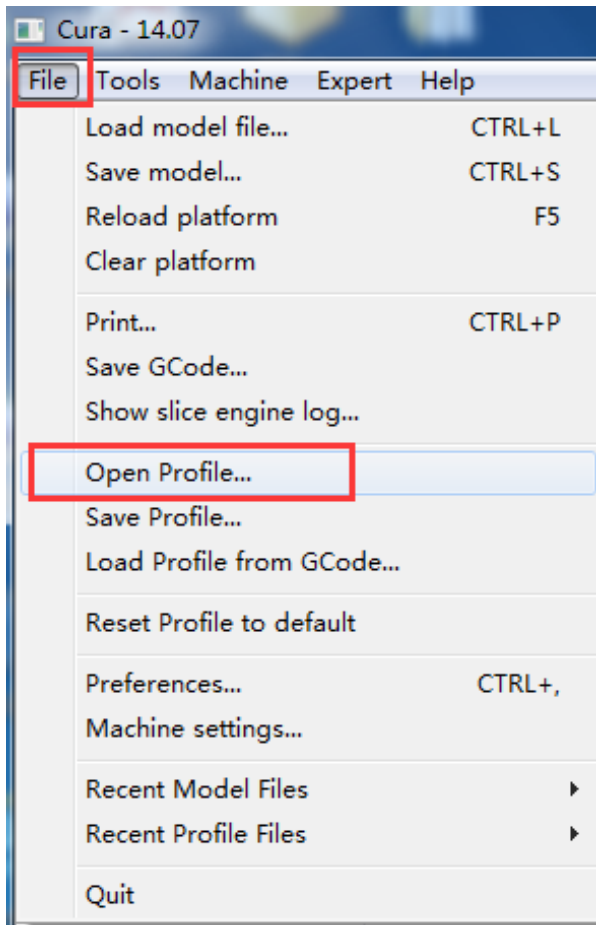 Cura - 14.07
File Tools Machine Expert Help
Load model file... CTRL+L
Save model... CTRL+S
Reload platform F5
Clear platform
Print... CTRL+P
Save GCode...
Show slice engine log...
Open Profile...
Save Profile...
Load Profile from GCode...
Reset Profile to default
Preferences... CTRL+,
Machine settings...
Recent Model Files
Recent Profile Files
Quit